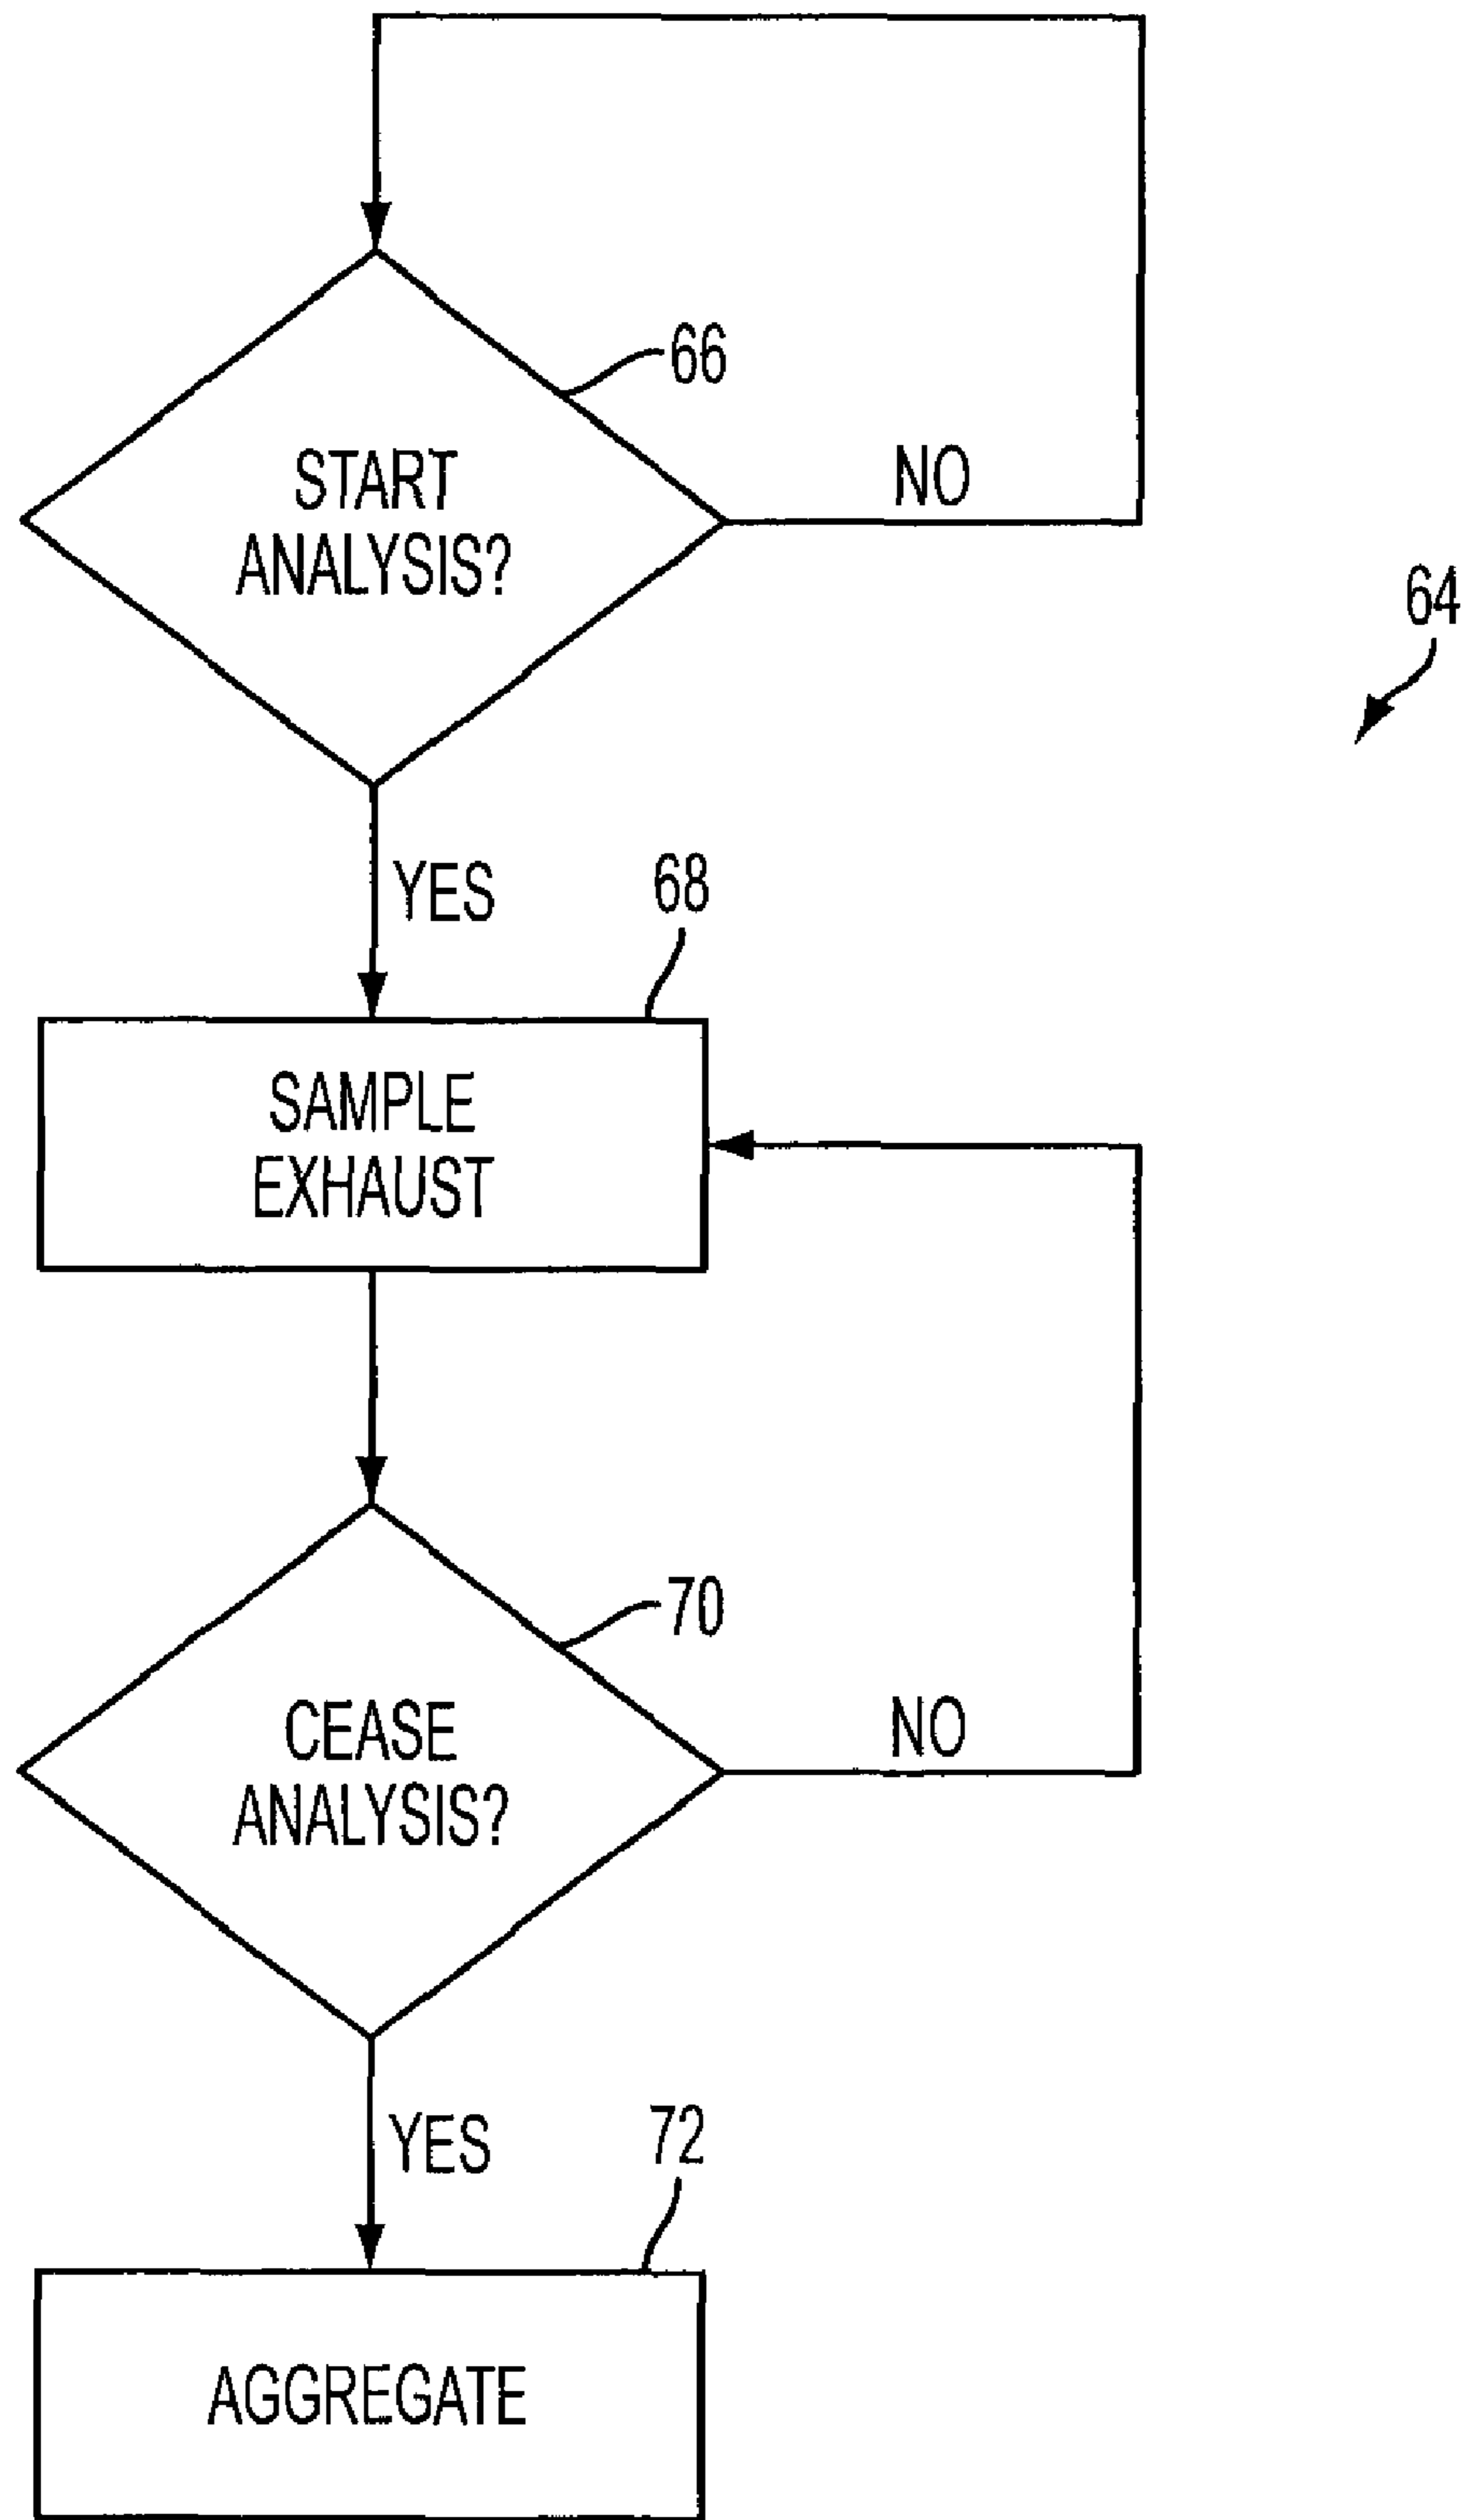 66
START
ANALYSIS?
NO
64
YES
68
SAMPLE
EXHAUST
70
CEASE
ANALYSIS?
NO
YES
72
AGGREGATE